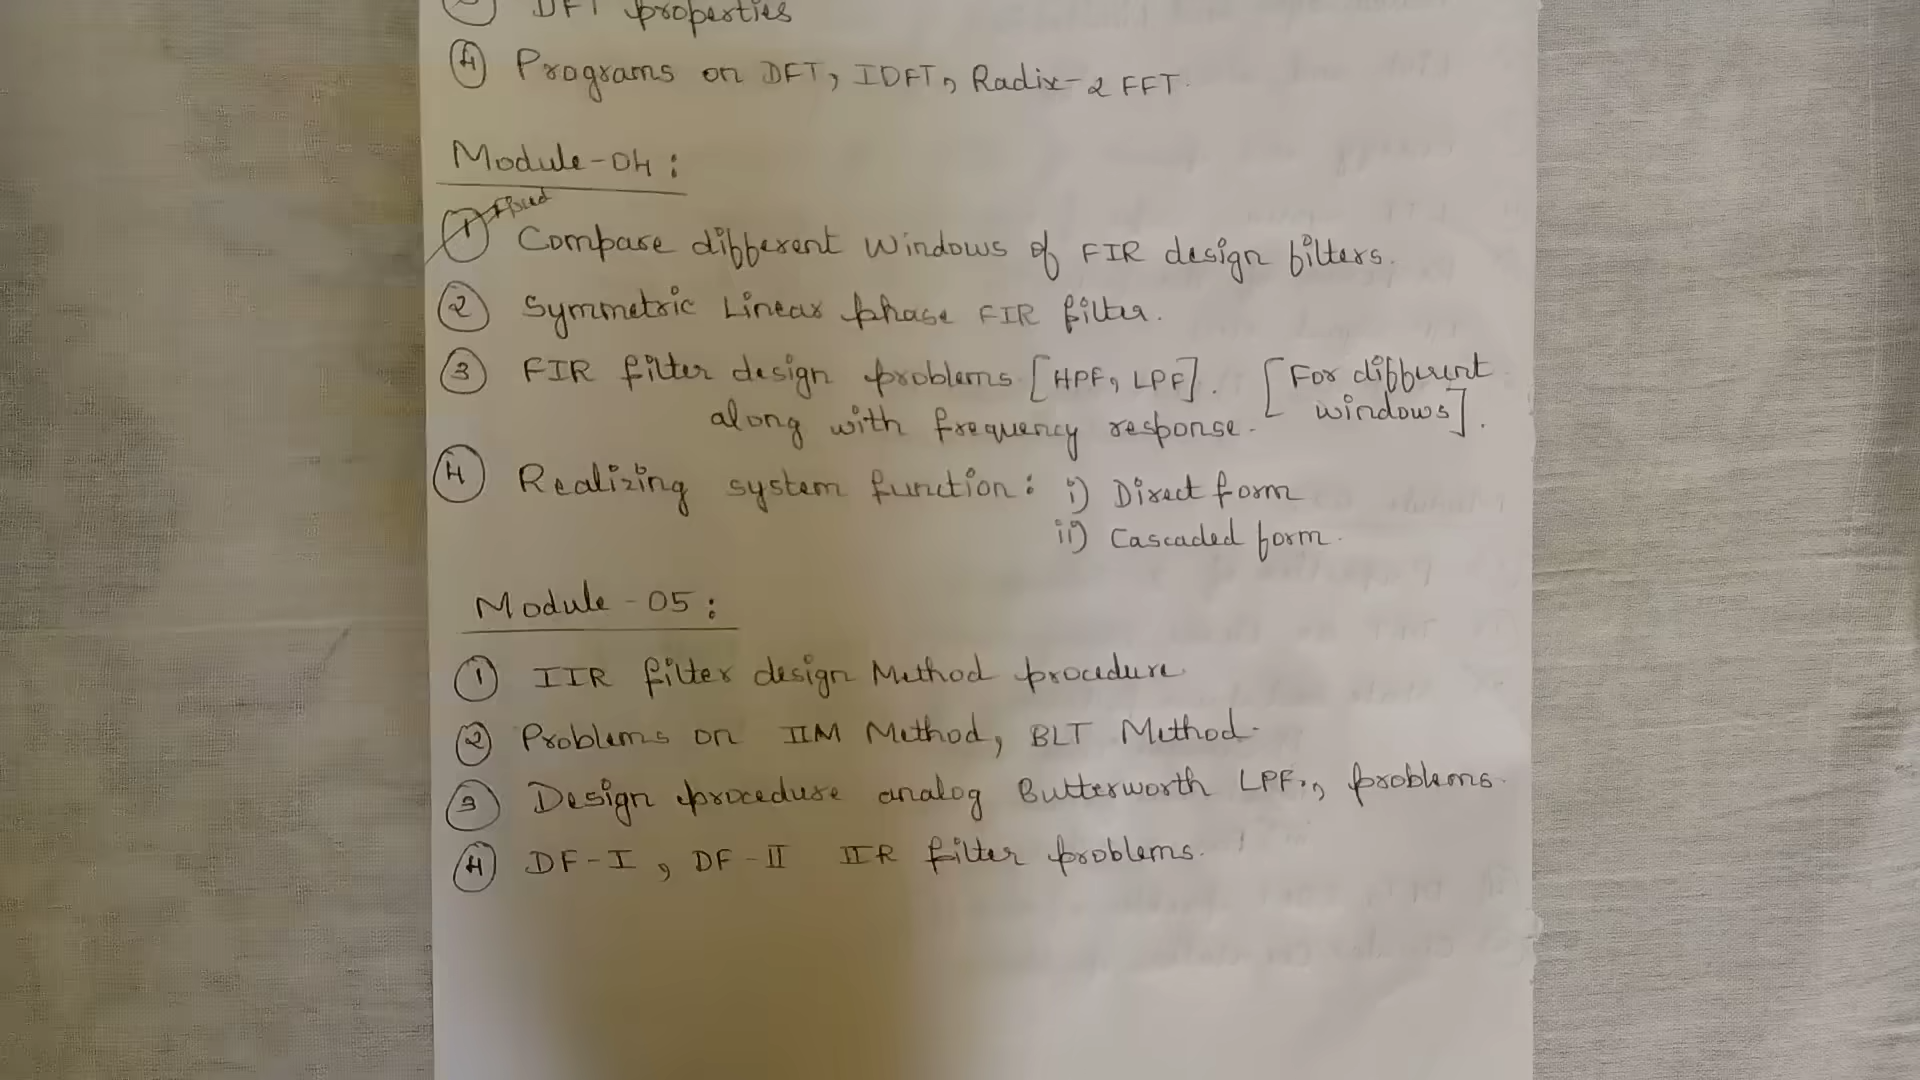 ③ DFT properties
④ Programs on DFT, IDFT, Radix-2 FFT.
Module-04:
① Compare different Windows of FIR design filters.
② Symmetric Linear phase FIR filter.
③ FIR filter design problems [HPF, LPF]. [For different
along with frequency response. windows].
④ Realizing system function: i) Direct form
ii) Cascaded form.
Module-05:
① IIR filter design Method procedure.
② Problems on IIM Method, BLT Method.
③ Design procedure analog Butterworth LPF., problems.
④ DF-I, DF-II IIR filter problems.